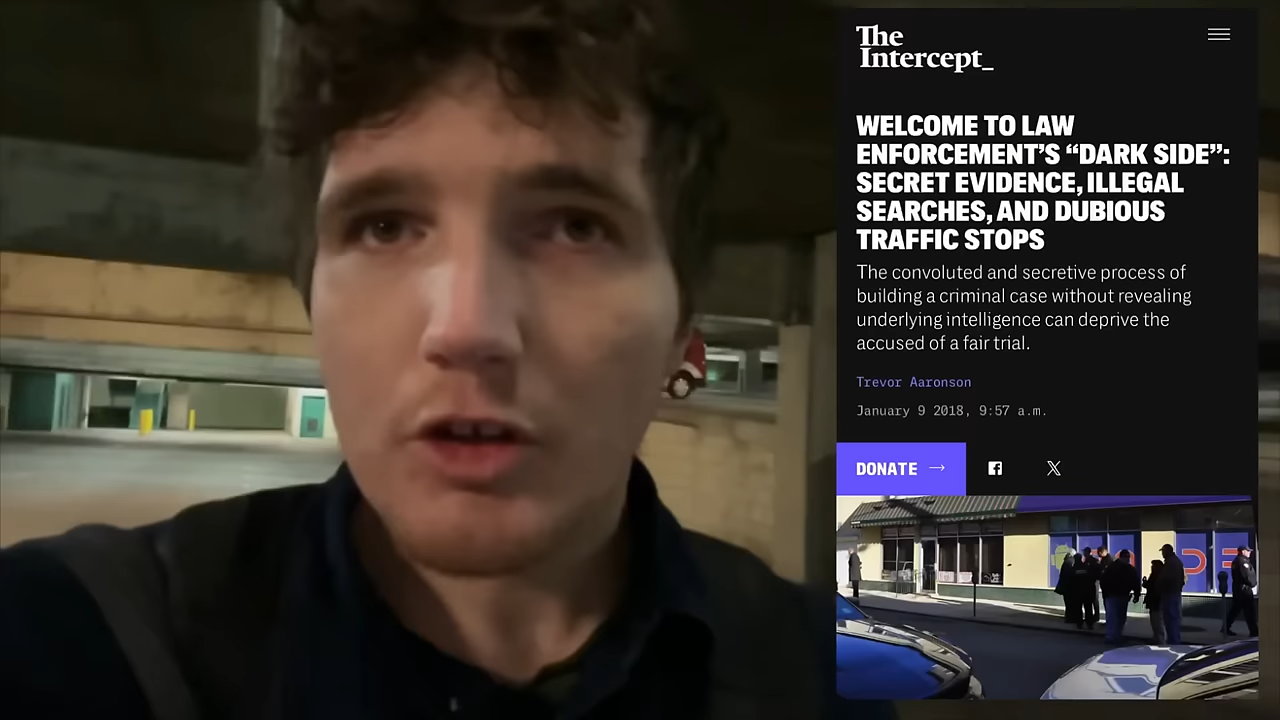 The
Intercept_
WELCOME TO LAW
ENFORCEMENT’S “DARK SIDE”:
SECRET EVIDENCE, ILLEGAL
SEARCHES, AND DUBIOUS
TRAFFIC STOPS
The convoluted and secretive process of
building a criminal case without revealing
underlying intelligence can deprive the
accused of a fair trial.
Trevor Aaronson
January 9 2018, 9:57 a.m.
DONATE →